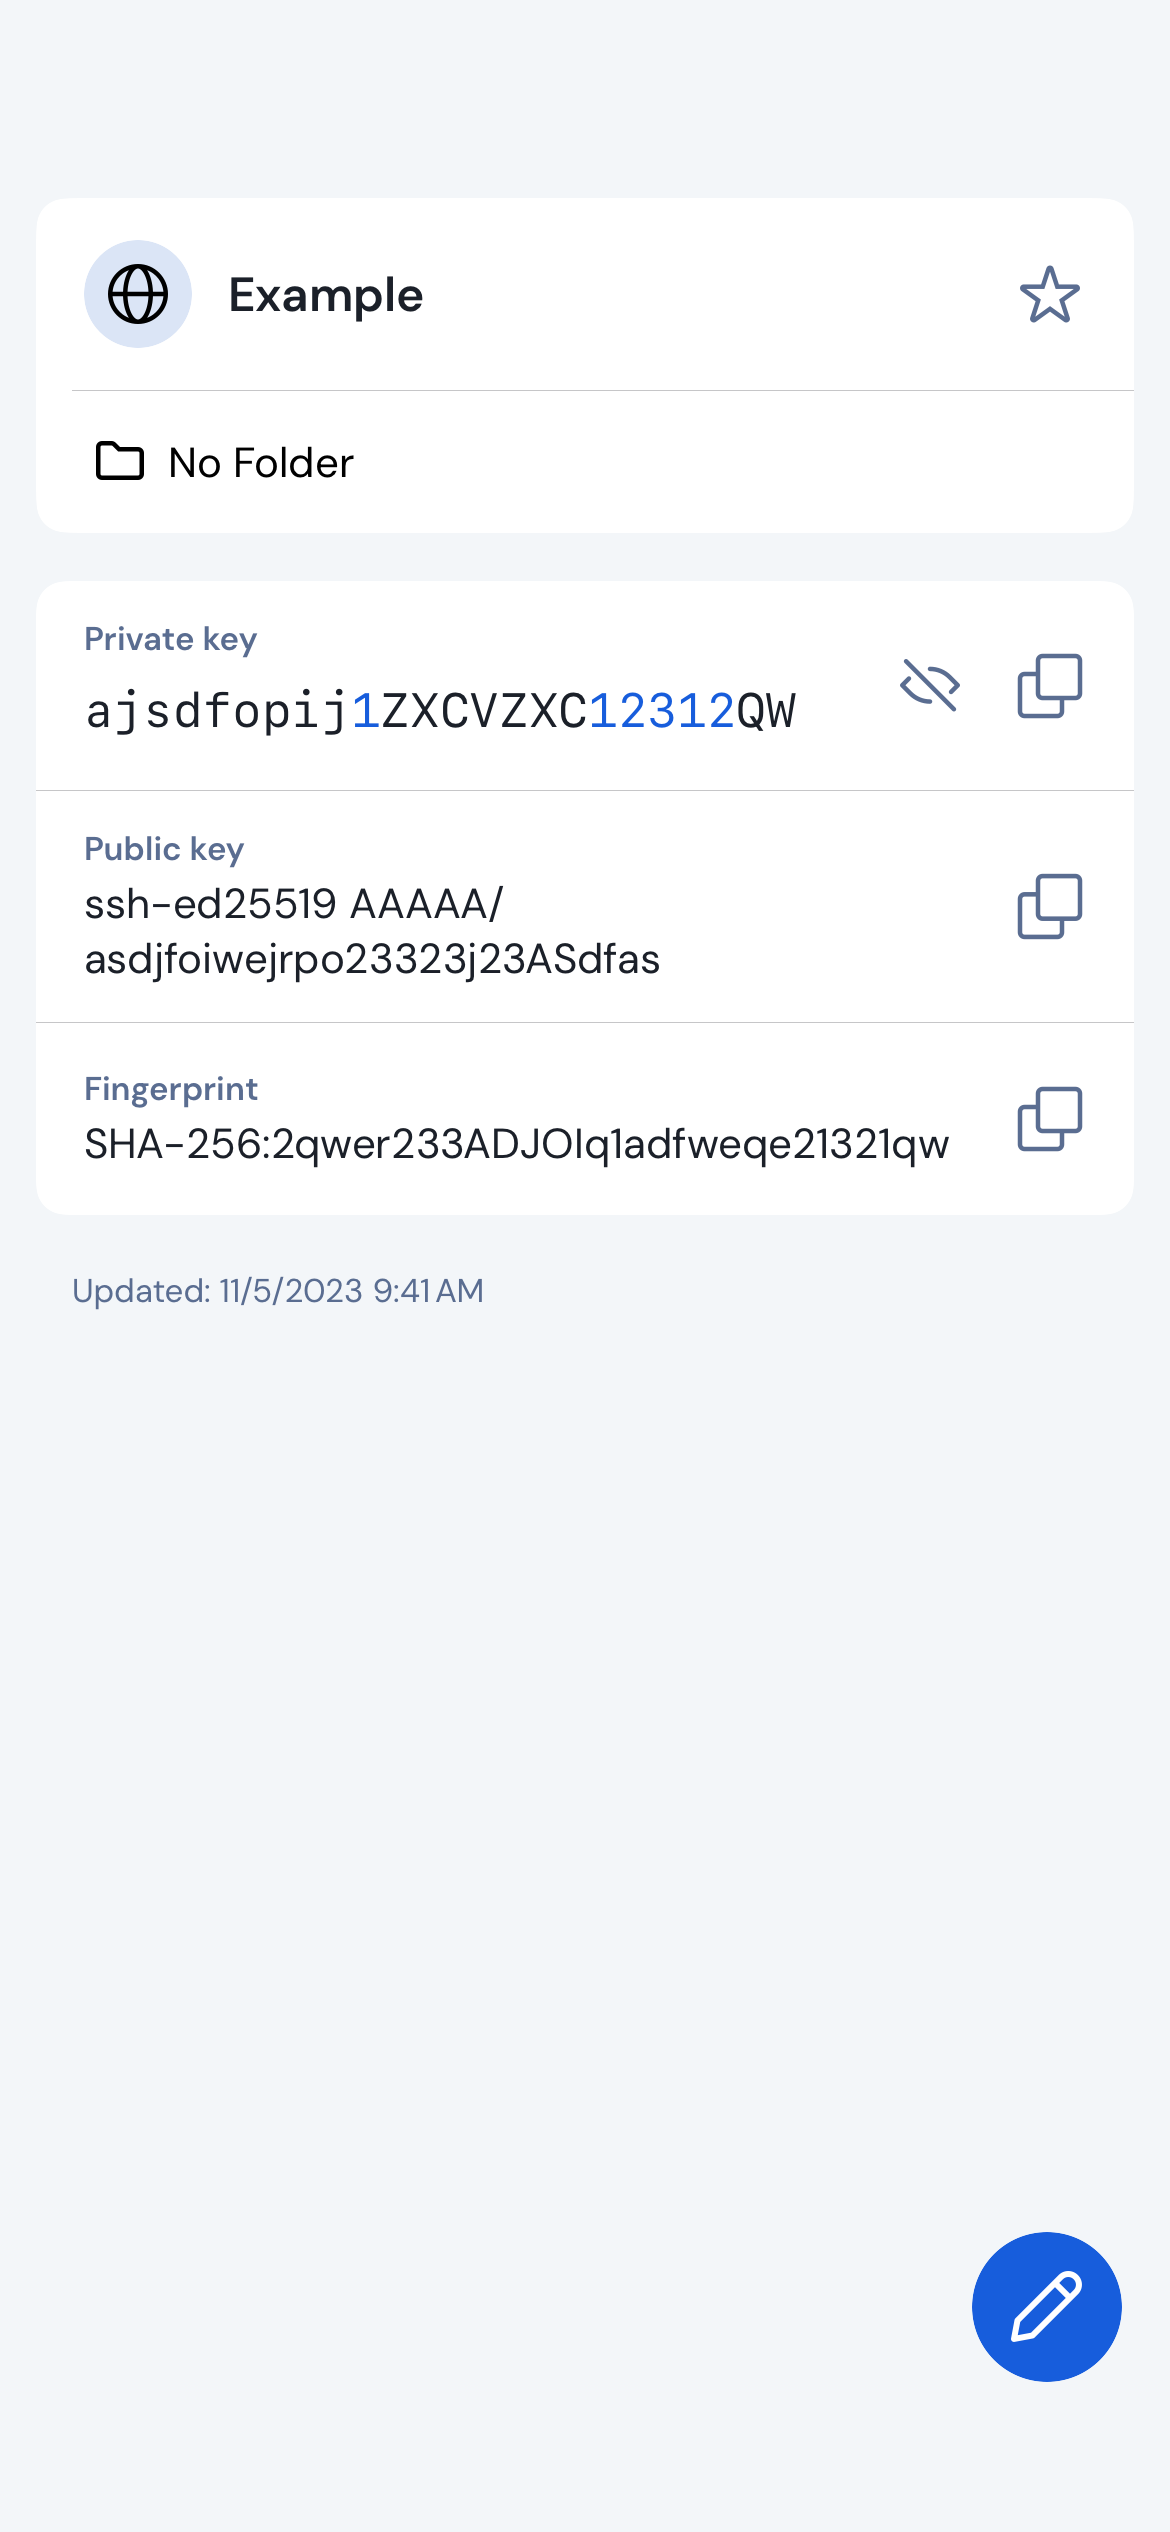 Example
No Folder
Private key
ajsdfopij1ZXCVZXC12312QW
Public key
ssh-ed25519 AAAAA/
asdjfoiwejrpo23323j23ASdfas
Fingerprint
SHA-256:2qwer233ADJOIq1adfweqe21321qw
Updated: 11/5/2023 9:41 AM